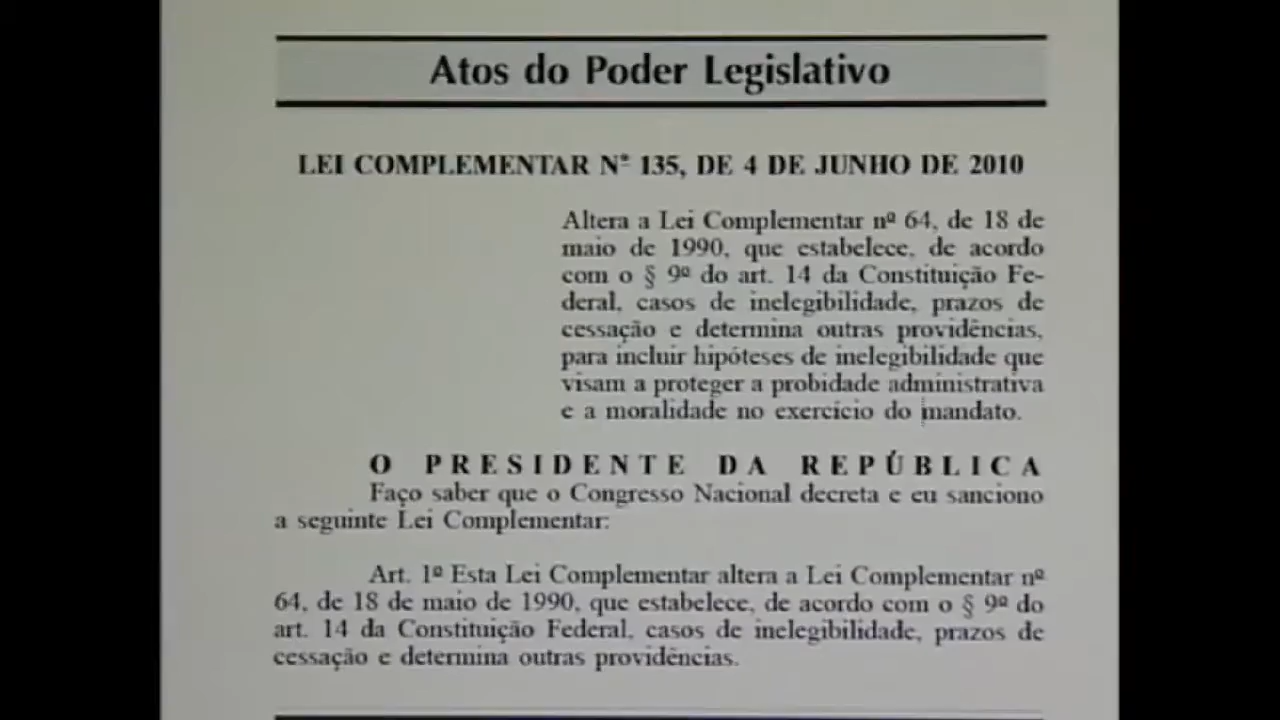 Atos do Poder Legislativo
LEI COMPLEMENTAR Nº 135, DE 4 DE JUNHO DE 2010
Altera a Lei Complementar nº 64, de 18 de
maio de 1990, que estabelece, de acordo
com o § 9º do art. 14 da Constituição Fe-
deral, casos de inelegibilidade, prazos de
cessação e determina outras providências,
para incluir hipóteses de inelegibilidade que
visam a proteger a probidade administrativa
e a moralidade no exercício do mandato.
O PRESIDENTE DA REPÚBLICA
Faço saber que o Congresso Nacional decreta e eu sanciono
a seguinte Lei Complementar:
Art. 1º Esta Lei Complementar altera a Lei Complementar nº
64, de 18 de maio de 1990, que estabelece, de acordo com o § 9º do
art. 14 da Constituição Federal, casos de inelegibilidade, prazos de
cessação e determina outras providências.